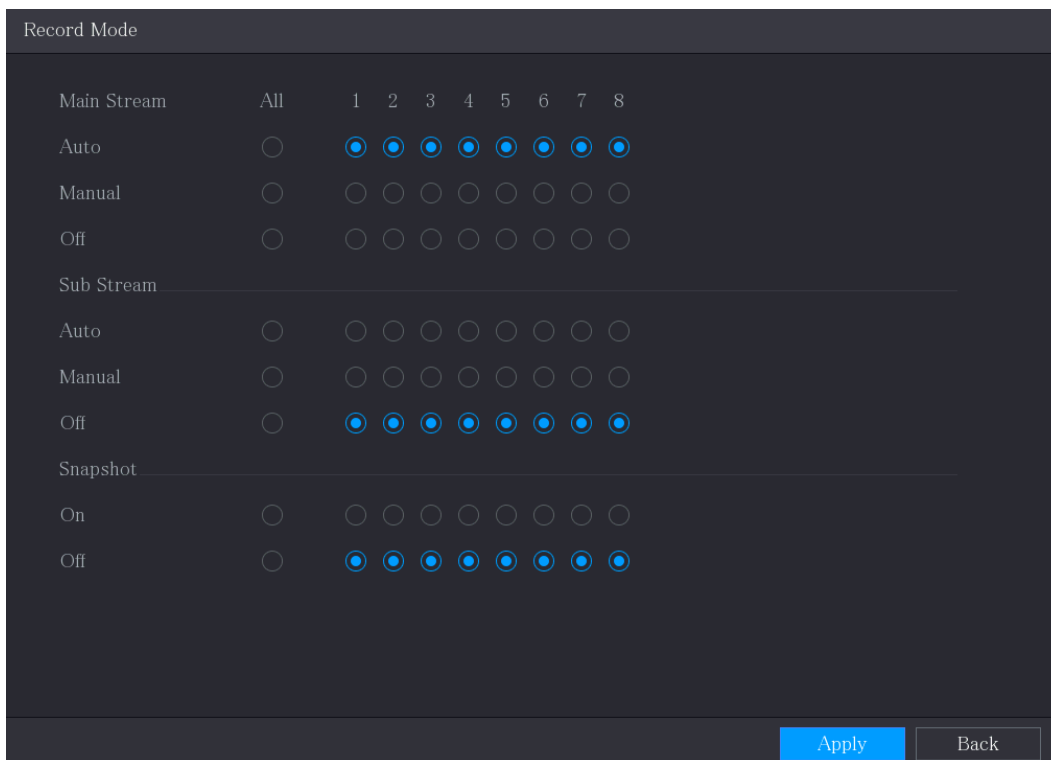 Record Mode
Main Stream All 1 2 3 4 5 6 7 8
Auto
Manual
Off
Sub Stream
Auto
Manual
Off
Snapshot
On
Off
Apply Back